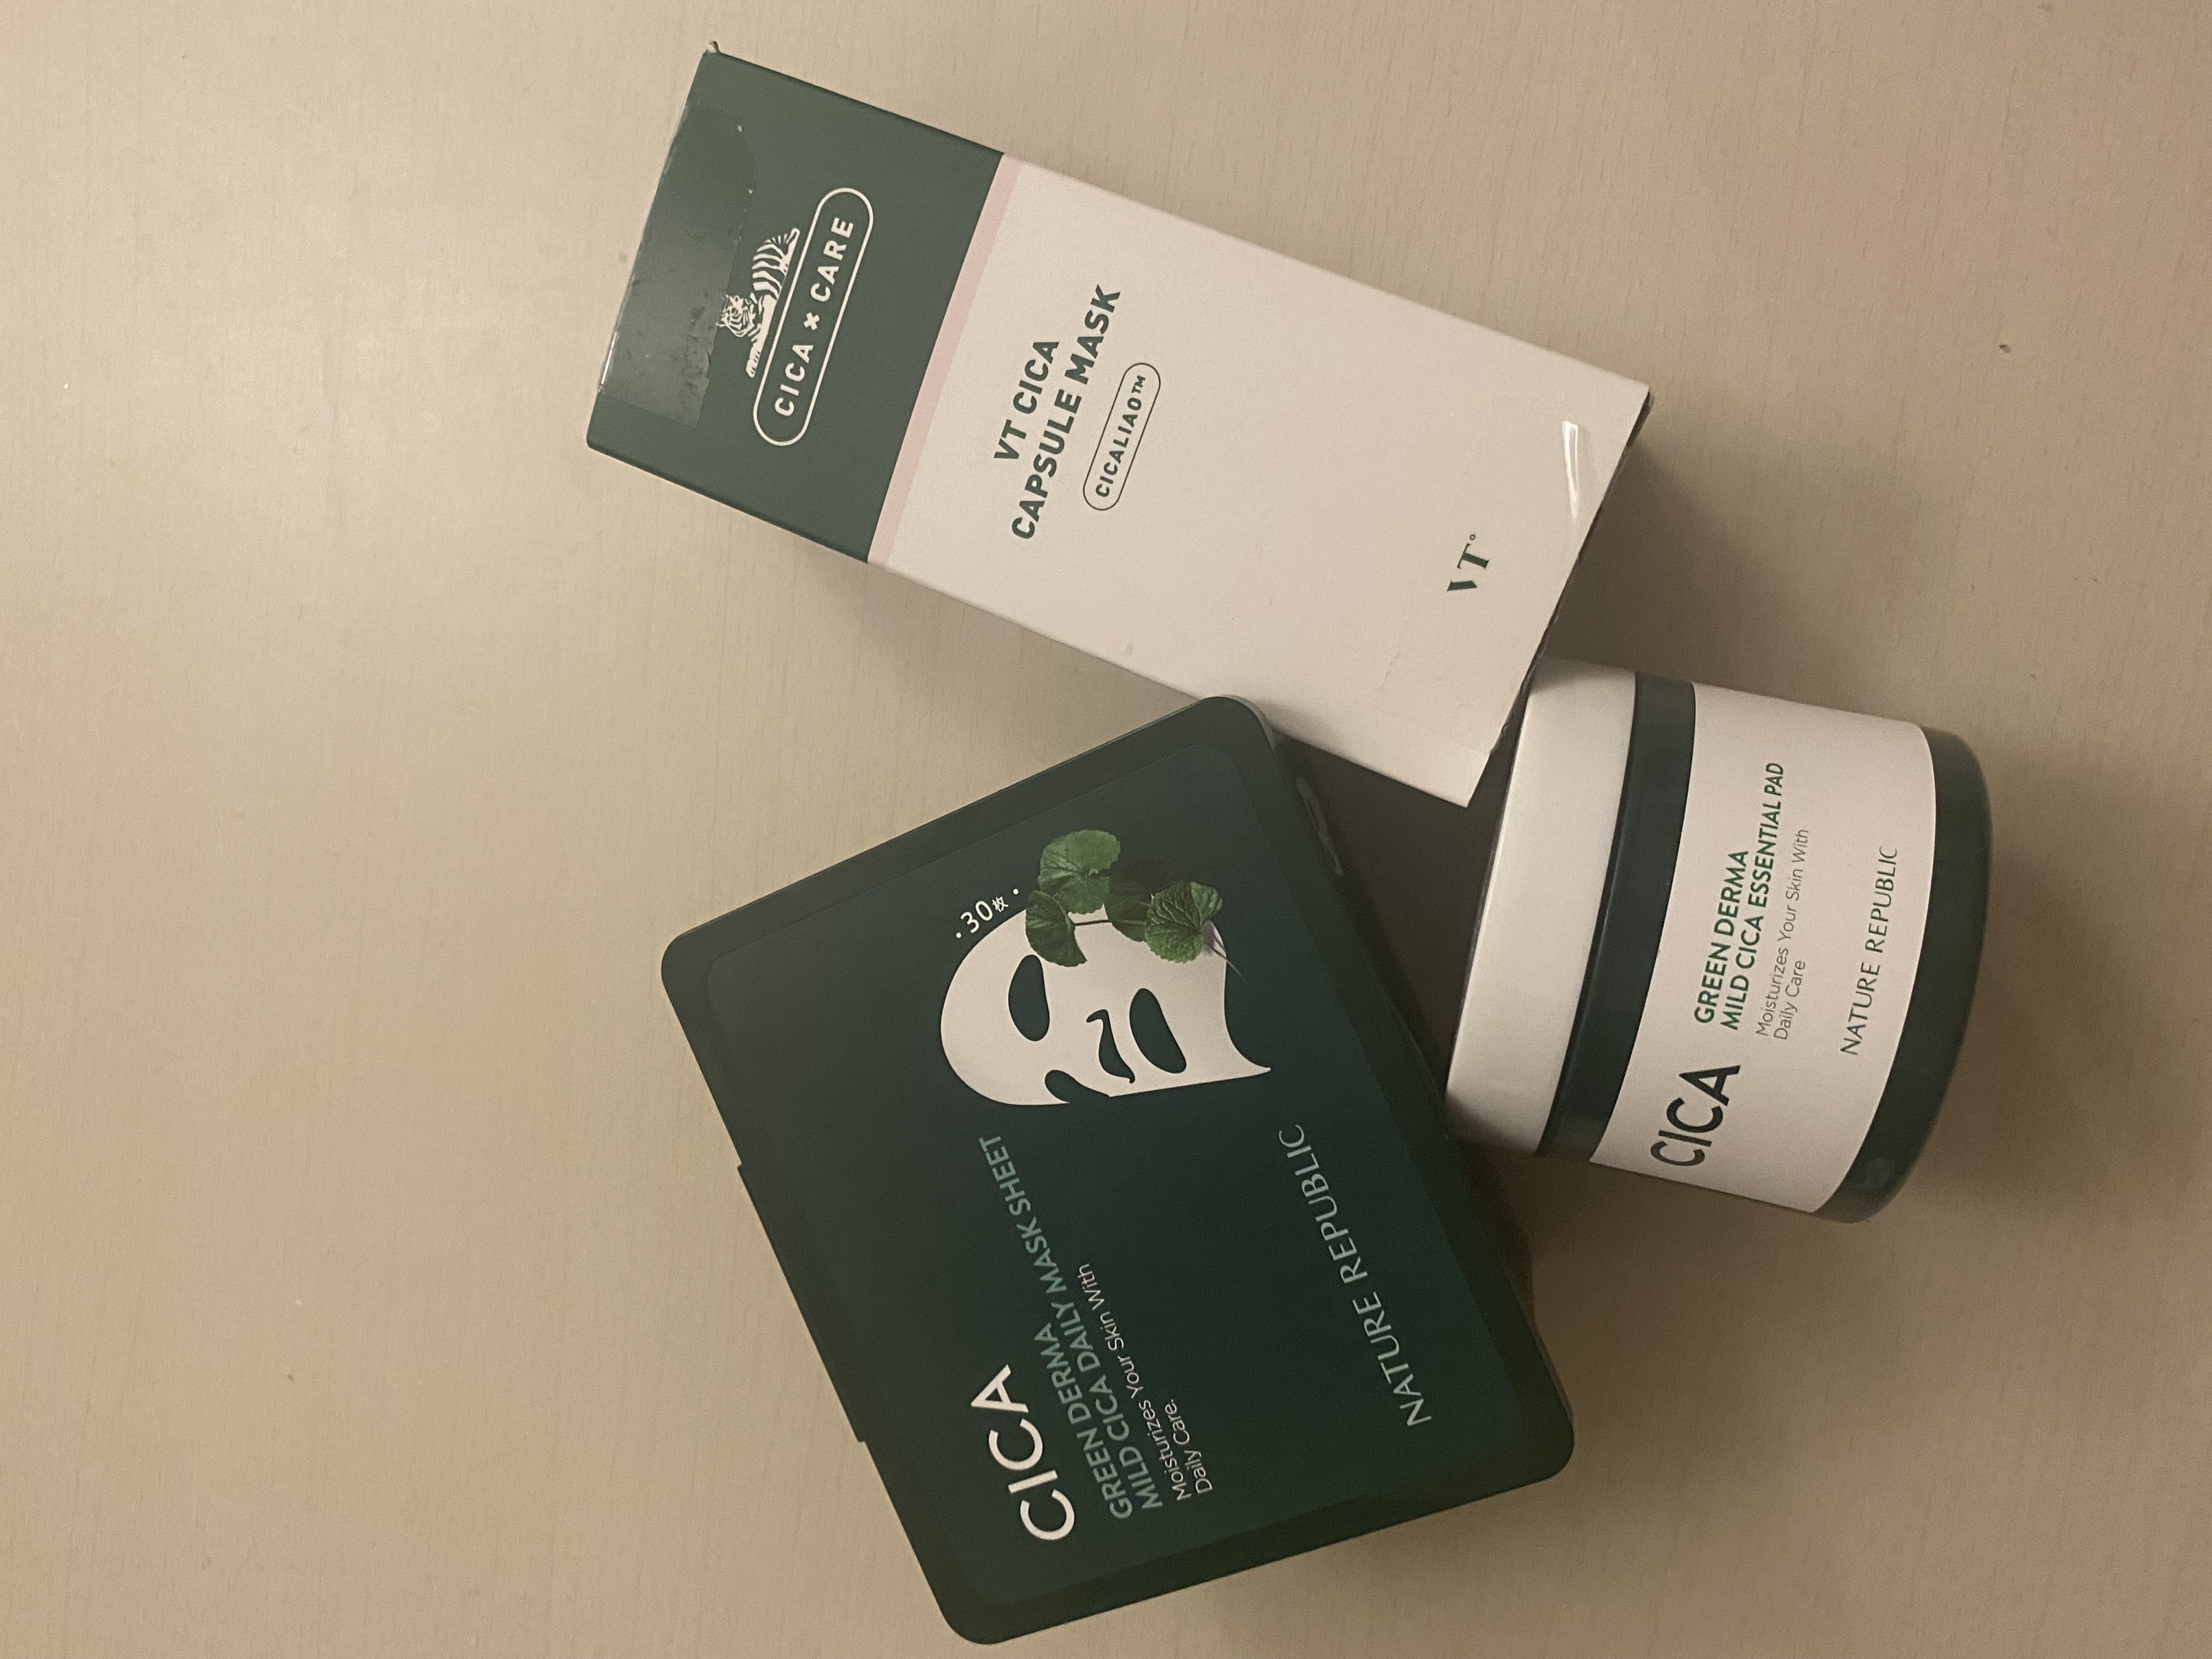 CICA
GREEN DERMA
MILD CICA DAILY MASK SHEET
Moisturizes Your Skin With
Daily Care.
·30枚·
NATURE REPUBLIC
CICA × CARE
VT CICA
CAPSULE MASK
CICALIAO™
VT°
CICA
GREEN DERMA
MILD CICA ESSENTIAL PAD
Moisturizes Your Skin With
Daily Care
NATURE REPUBLIC